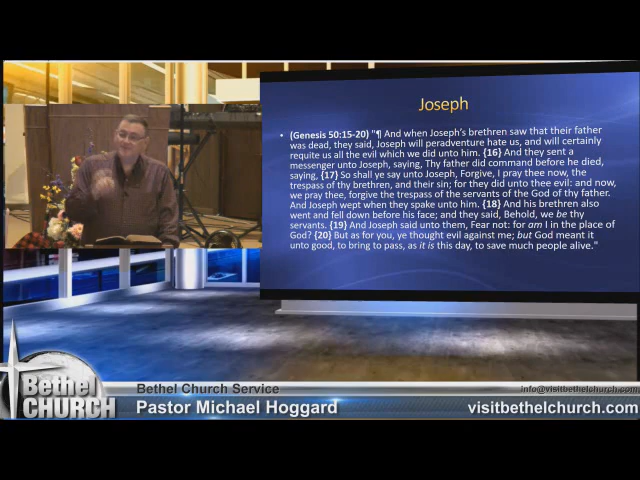 Joseph
• (Genesis 50:15-20) "¶ And when Joseph's brethren saw that their father
was dead, they said, Joseph will peradventure hate us, and will certainly
requite us all the evil which we did unto him. {16} And they sent a
messenger unto Joseph, saying, Thy father did command before he died,
saying, {17} So shall ye say unto Joseph, Forgive, I pray thee now, the
trespass of thy brethren, and their sin; for they did unto thee evil: and now,
we pray thee, forgive the trespass of the servants of the God of thy father.
And Joseph wept when they spake unto him. {18} And his brethren also
went and fell down before his face; and they said, Behold, we be thy
servants. {19} And Joseph said unto them, Fear not: for am I in the place of
God? {20} But as for you, ye thought evil against me; but God meant it
unto good, to bring to pass, as it is this day, to save much people alive."
Bethel
CHURCH
Bethel Church Service
info@visitbethelchurch.com
Pastor Michael Hoggard
visitbethelchurch.com